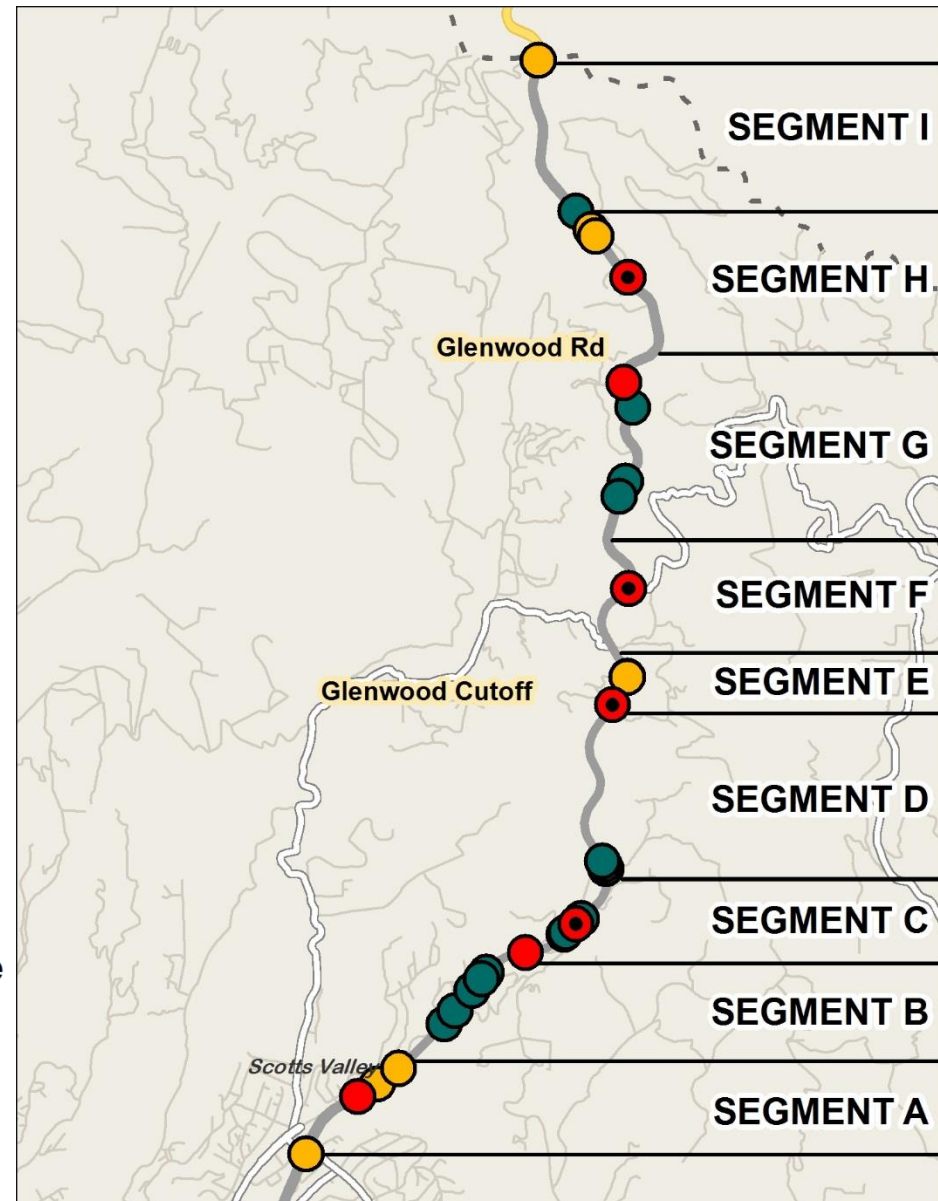 SEGMENT I
SEGMENT H
Glenwood Rd
SEGMENT G
SEGMENT F
SEGMENT E
Glenwood Cutoff
SEGMENT D
SEGMENT C
e
SEGMENT B
Scotts Valley
SEGMENT A